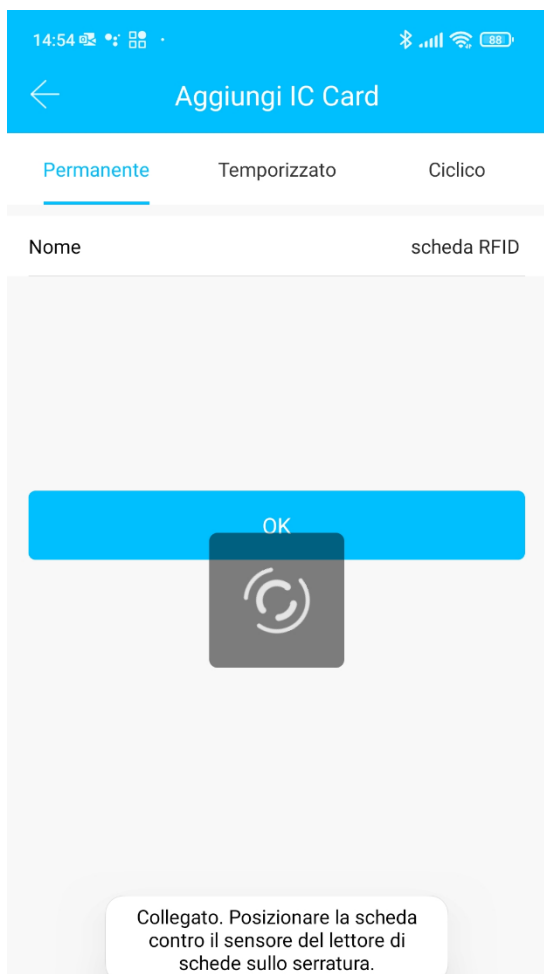 14:54
88
Aggiungi IC Card
Permanente Temporizzato Ciclico
Nome scheda RFID
OK
Collegato. Posizionare la scheda
contro il sensore del lettore di
schede sullo serratura.